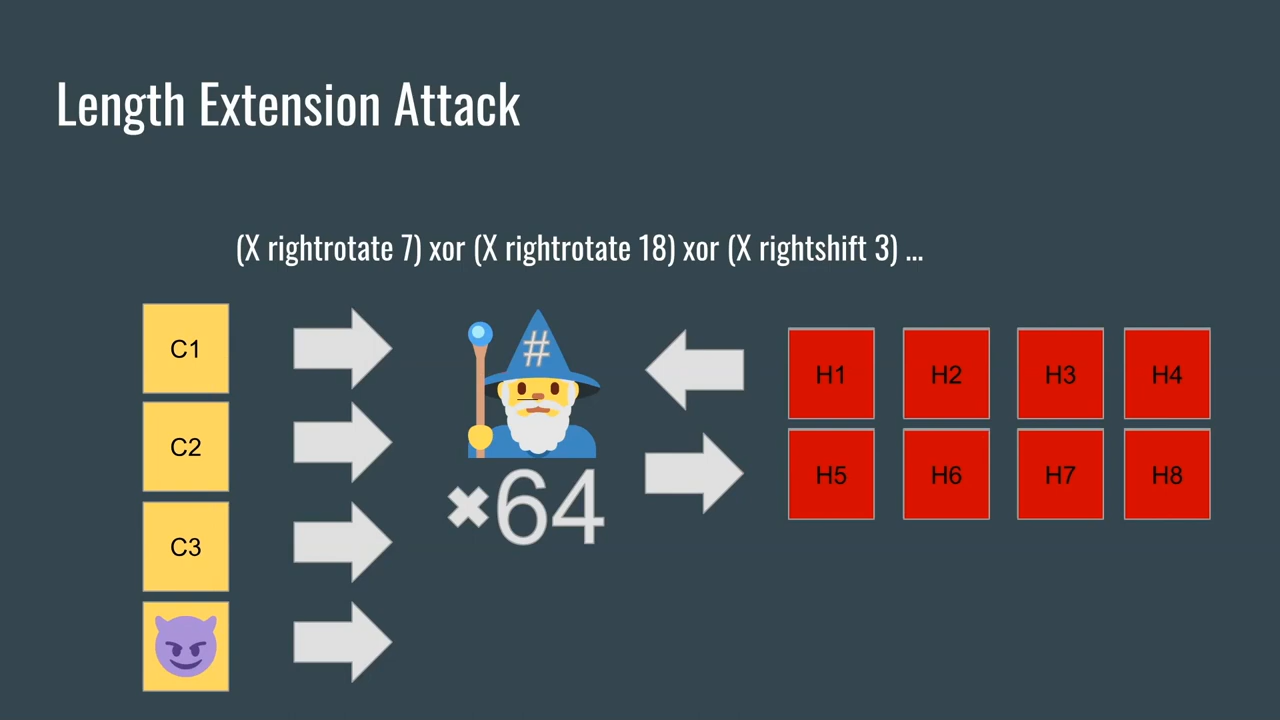 Length Extension Attack
(X rightrotate 7) xor (X rightrotate 18) xor (X rightshift 3) ...
C1
C2
C3
#
×64
H1 H2 H3 H4
H5 H6 H7 H8